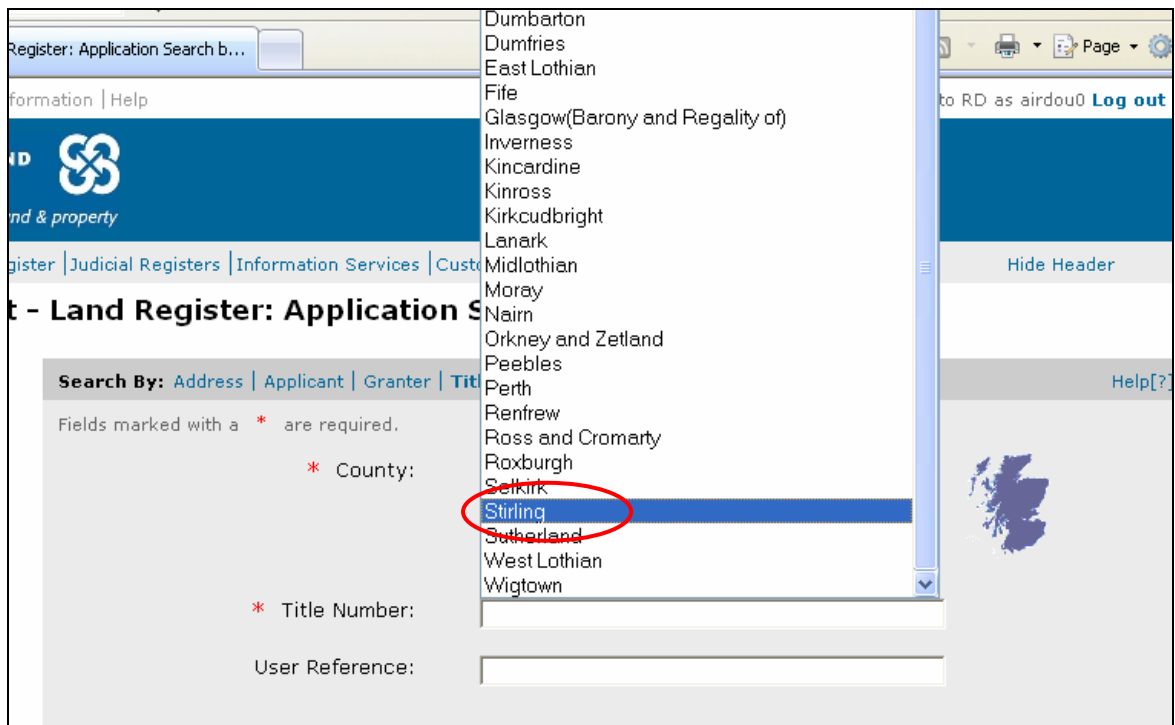 Dumbarton
Register: Application Search b...
Dumfries
Page
East Lothian
Fife
formation | Help
to RD as airdou0 Log out
Glasgow(Barony and Regality of)
Inverness
ND
Kincardine
Kinross
nd & property
Kirkcudbright
Lanark
gister | Judicial Registers | Information Services | Custo
Midlothian
Hide Header
Moray
t - Land Register: Application S
Nairn
Orkney and Zetland
Peebles
Search By: Address | Applicant | Granter | Titl
Help[?]
Perth
Renfrew
Fields marked with a * are required.
Ross and Cromarty
* County:
Roxburgh
Selkirk
Stirling
Sutherland
West Lothian
Wigtown
* Title Number:
User Reference: